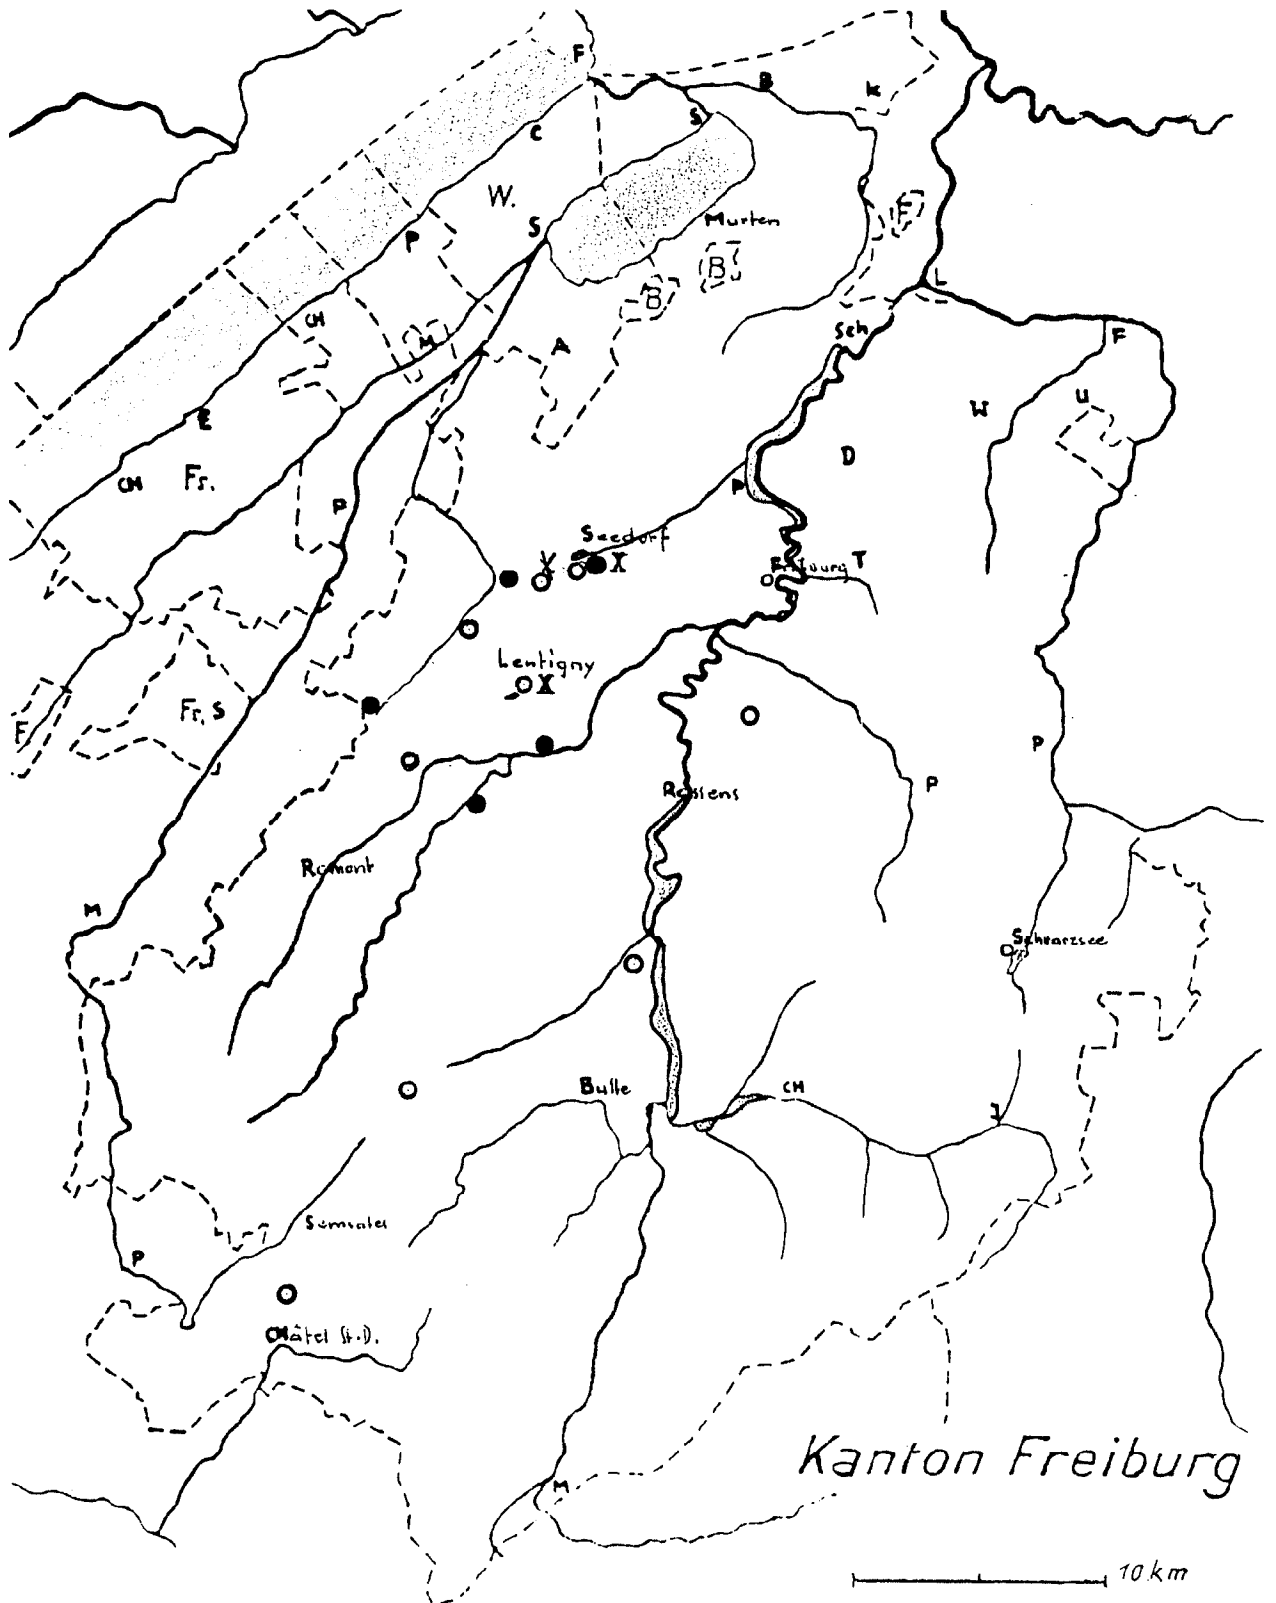 F
B
K
S
C
W.
F
S
Murten
P
B
B
L
CH
M
Sch
F
A
E
W
U
D
CH
Fr.
P
P
Seedorf
X
X
Fribourg T
Lentigny
X
Fr. S
F
P
P
Rossens
Romont
M
Schwarzsee
Bulle
CH
J
Semsales
P
Châtel St. D.
Kanton Freiburg
M
10 km